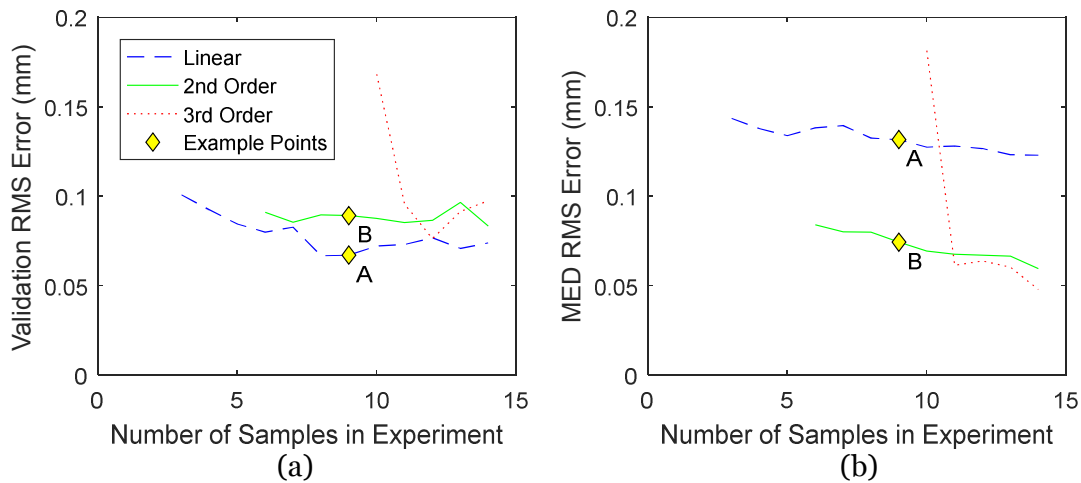 0.2
0.15
0.1
0.05
0
Validation RMS Error (mm)
Linear
2nd Order
3rd Order
Example Points
B
A
0 5 10 15
Number of Samples in Experiment
(a)
0.2
0.15
0.1
0.05
0
MED RMS Error (mm)
A
B
0 5 10 15
Number of Samples in Experiment
(b)